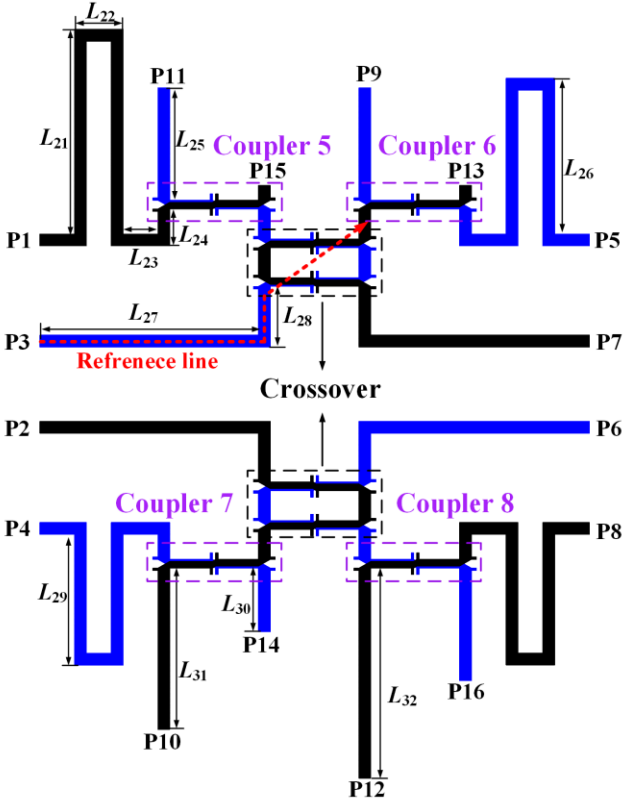 L22
P11
P9
L21
L25
Coupler 5
Coupler 6
L26
P15
P13
P1
L24
P5
L23
L27
L28
P3
P7
Refrenece line
Crossover
P2
P6
Coupler 7
Coupler 8
P4
P8
L29
L30
P14
L31
L32
P16
P10
P12